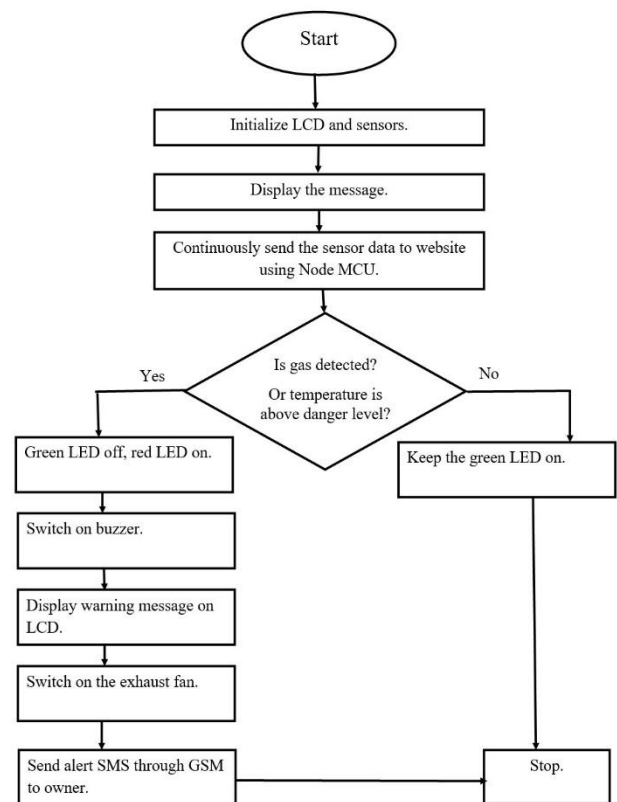 Start
Initialize LCD and sensors.
Display the message.
Continuously send the sensor data to website
using Node MCU.
Is gas detected?
Or temperature is
above danger level?
Yes
No
Green LED off, red LED on.
Switch on buzzer.
Display warning message on
LCD.
Switch on the exhaust fan.
Send alert SMS through GSM
to owner.
Keep the green LED on.
Stop.